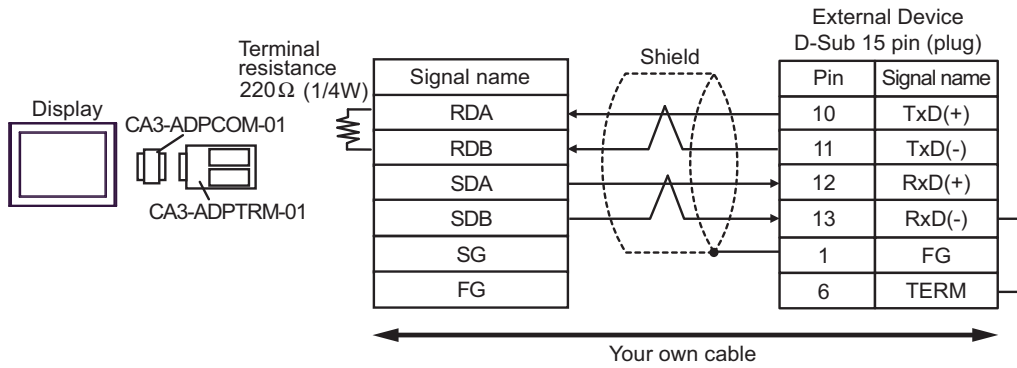 External Device
D-Sub 15 pin (plug)
Terminal
resistance
220Ω (1/4W)
Shield
Display
CA3-ADPCOM-01
CA3-ADPTRM-01
Signal name
RDA
RDB
SDA
SDB
SG
FG
Pin Signal name
10 TxD(+)
11 TxD(-)
12 RxD(+)
13 RxD(-)
1 FG
6 TERM
Your own cable